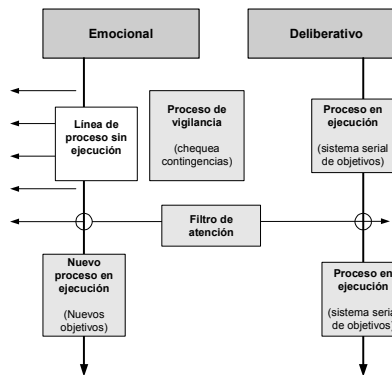 Emocional
Deliberativo
Línea de
proceso sin
ejecución
Proceso de
vigilancia
(chequea
contingencias)
Proceso en
ejecución
(sistema serial
de objetivos)
Filtro de
atención
Nuevo
proceso en
ejecución
(Nuevos
objetivos)
Proceso en
ejecución
(sistema serial
de objetivos)